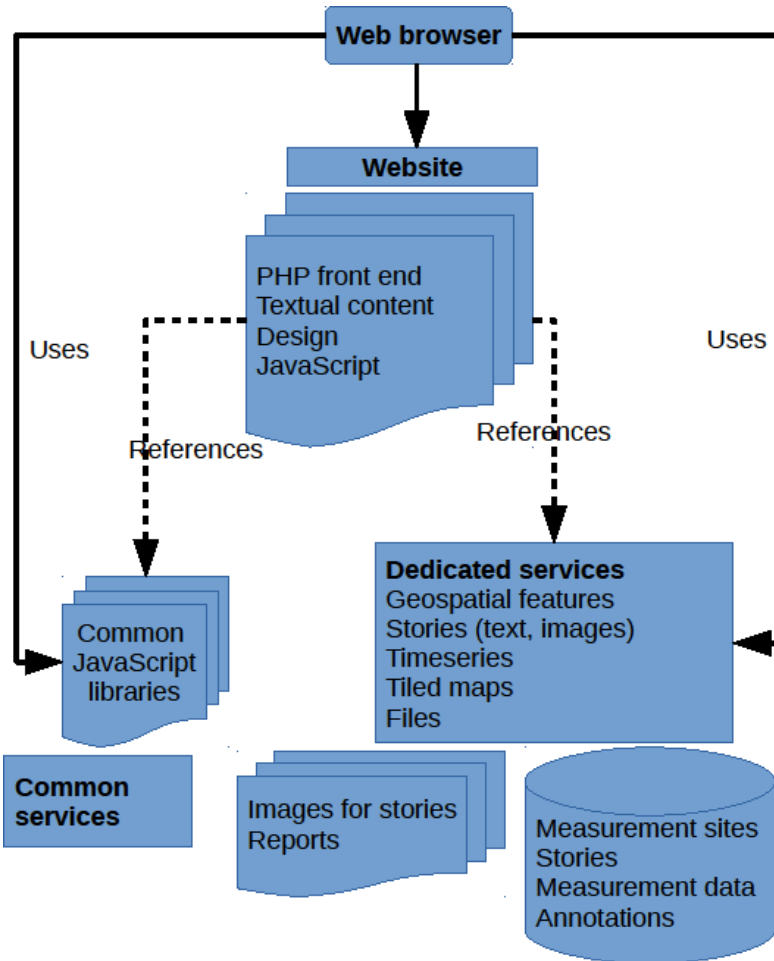 Web browser
Website
PHP front end
Textual content
Design
JavaScript
Uses
Uses
References
References
Dedicated services
Geospatial features
Stories (text, images)
Timeseries
Tiled maps
Files
Common
JavaScript
libraries
Common
services
Images for stories
Reports
Measurement sites
Stories
Measurement data
Annotations